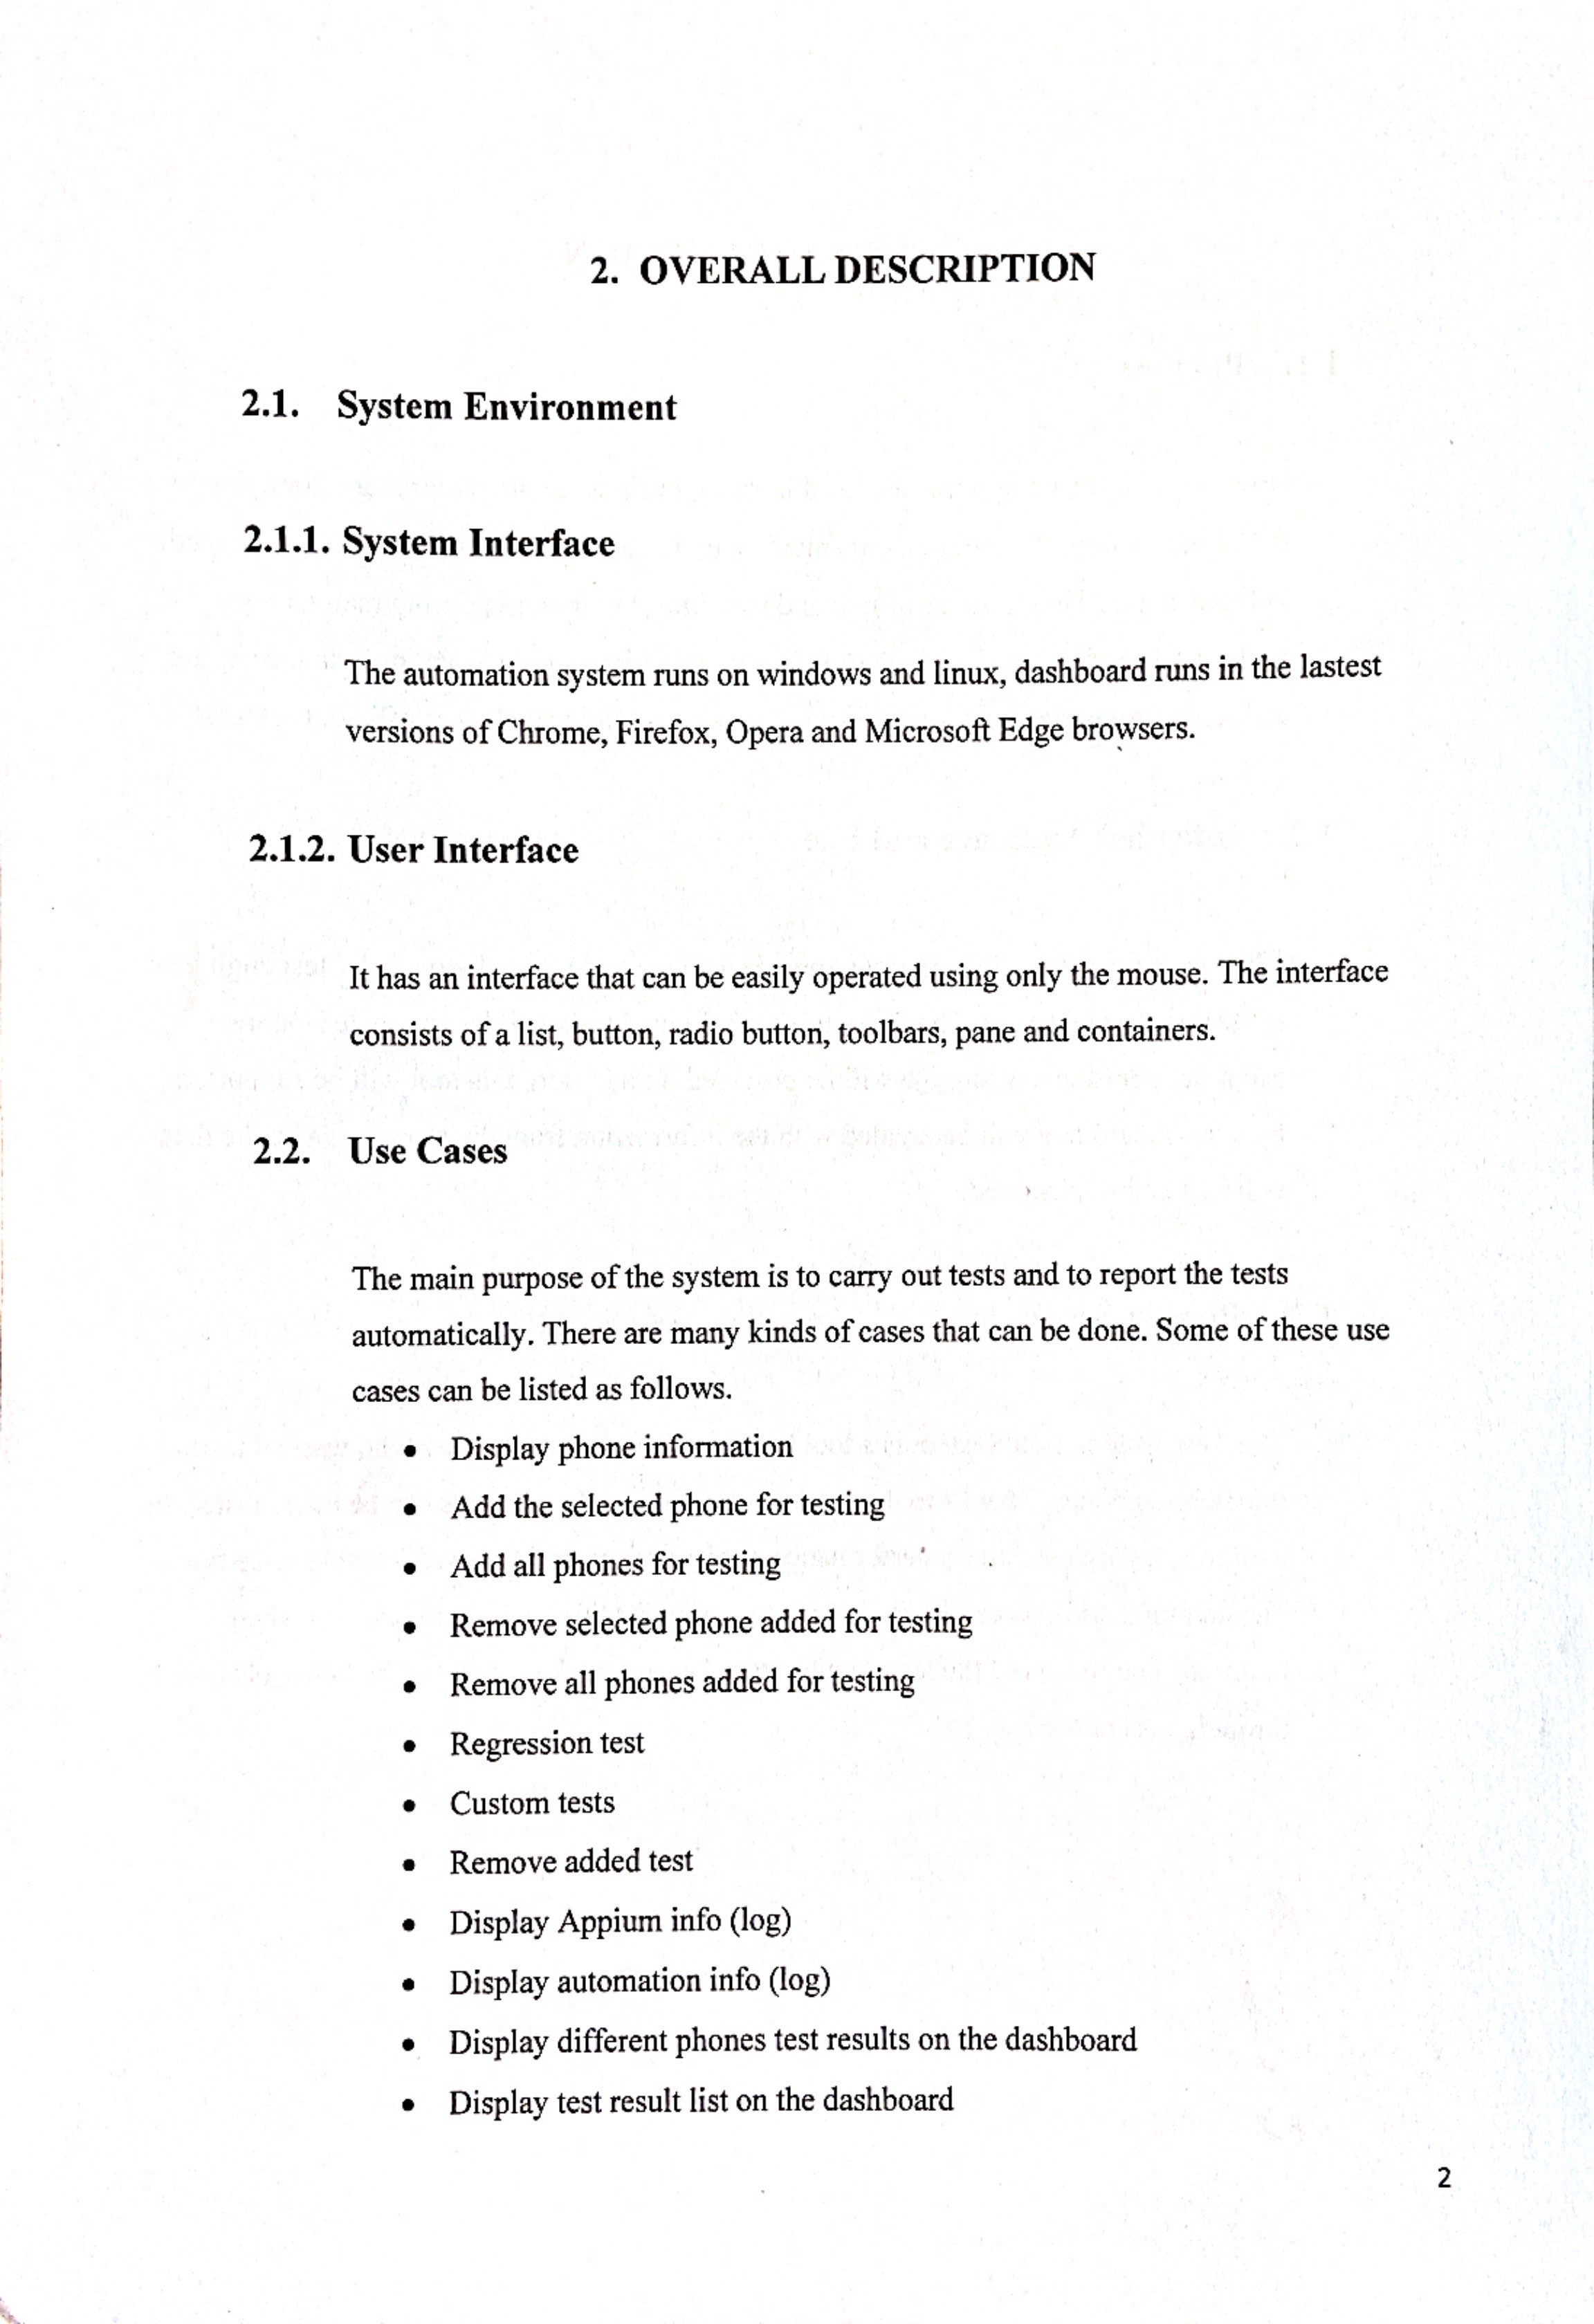 2. OVERALL DESCRIPTION
2.1. System Environment
2.1.1. System Interface
The automation system runs on windows and linux, dashboard runs in the lastest
versions of Chrome, Firefox, Opera and Microsoft Edge browsers.
2.1.2. User Interface
It has an interface that can be easily operated using only the mouse. The interface
consists of a list, button, radio button, toolbars, pane and containers.
2.2. Use Cases
The main purpose of the system is to carry out tests and to report the tests
automatically. There are many kinds of cases that can be done. Some of these use
cases can be listed as follows.
• Display phone information
• Add the selected phone for testing
• Add all phones for testing
• Remove selected phone added for testing
• Remove all phones added for testing
• Regression test
• Custom tests
• Remove added test
• Display Appium info (log)
• Display automation info (log)
• Display different phones test results on the dashboard
• Display test result list on the dashboard
2